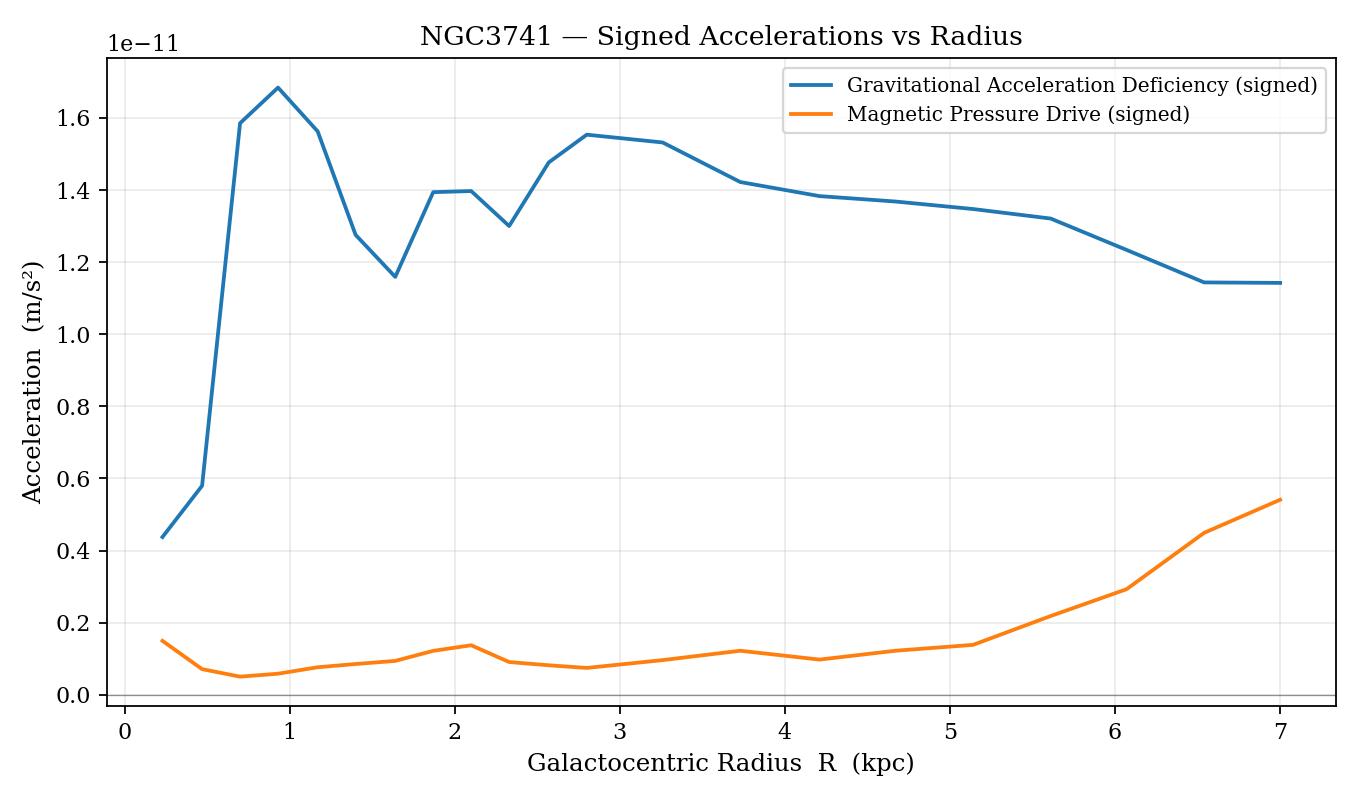 NGC3741 — Signed Accelerations vs Radius
1e−11
Gravitational Acceleration Deficiency (signed)
Magnetic Pressure Drive (signed)
Acceleration (m/s²)
1.6
1.4
1.2
1.0
0.8
0.6
0.4
0.2
0.0
0 1 2 3 4 5 6 7
Galactocentric Radius R (kpc)